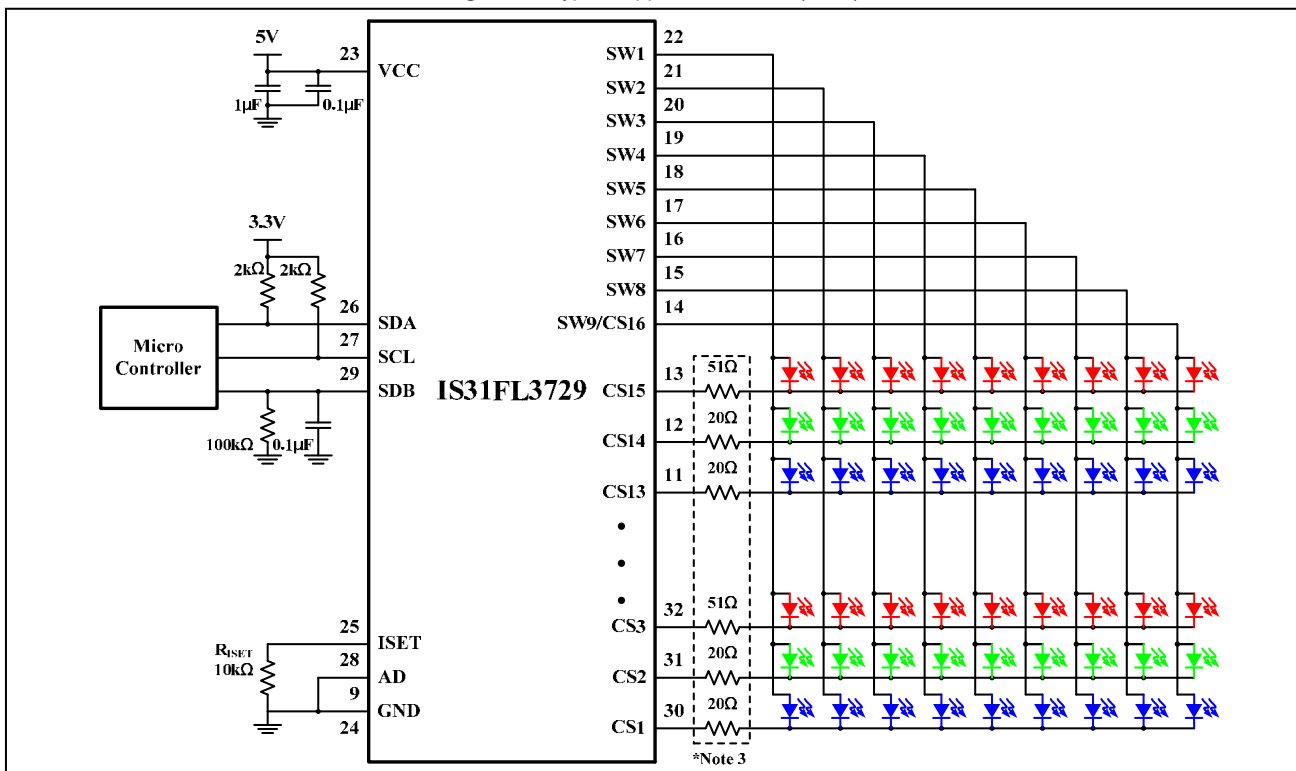 5V
23
VCC
1µF
0.1µF
3.3V
2kΩ
2kΩ
Micro
Controller
26
SDA
27
SCL
29
SDB
100kΩ
0.1µF
IS31FL3729
25
ISET
RISET
10kΩ
28
AD
9
GND
24
22
SW1
21
SW2
20
SW3
19
SW4
18
SW5
17
SW6
16
SW7
15
SW8
14
SW9/CS16
13
CS15
51Ω
12
CS14
20Ω
11
CS13
20Ω
32
CS3
51Ω
31
CS2
20Ω
30
CS1
20Ω
*Note 3